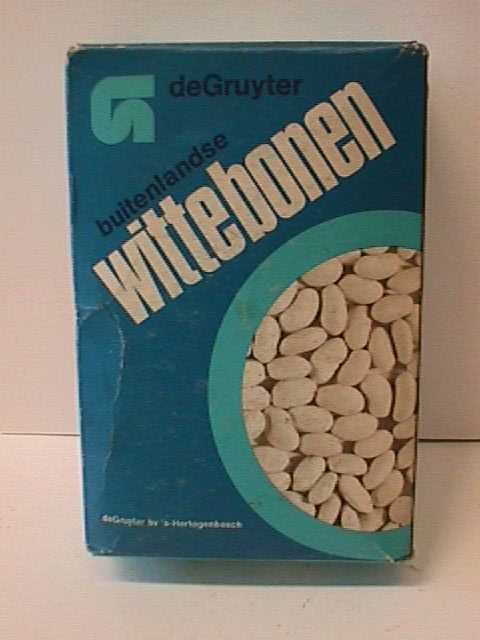 deGruyter
buitenlandse
wittebonen
deGruyter bv 's-Hertogenbosch